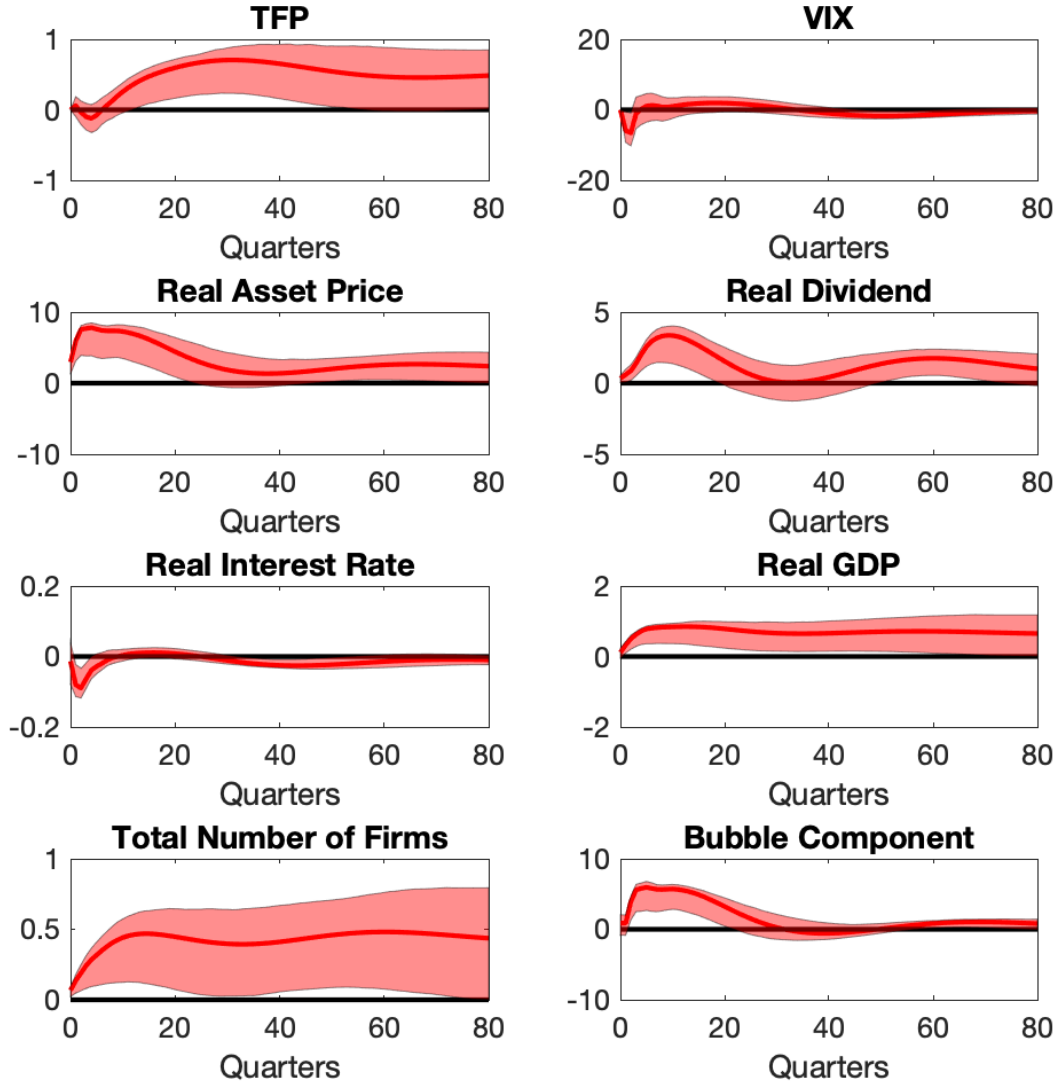 TFP
1
0
-1
0 20 40 60 80
Quarters
VIX
20
0
-20
0 20 40 60 80
Quarters
Real Asset Price
10
0
-10
0 20 40 60 80
Quarters
Real Dividend
5
0
-5
0 20 40 60 80
Quarters
Real Interest Rate
0.2
0
-0.2
0 20 40 60 80
Quarters
Real GDP
2
0
-2
0 20 40 60 80
Quarters
Total Number of Firms
1
0.5
0
0 20 40 60 80
Quarters
Bubble Component
10
0
-10
0 20 40 60 80
Quarters